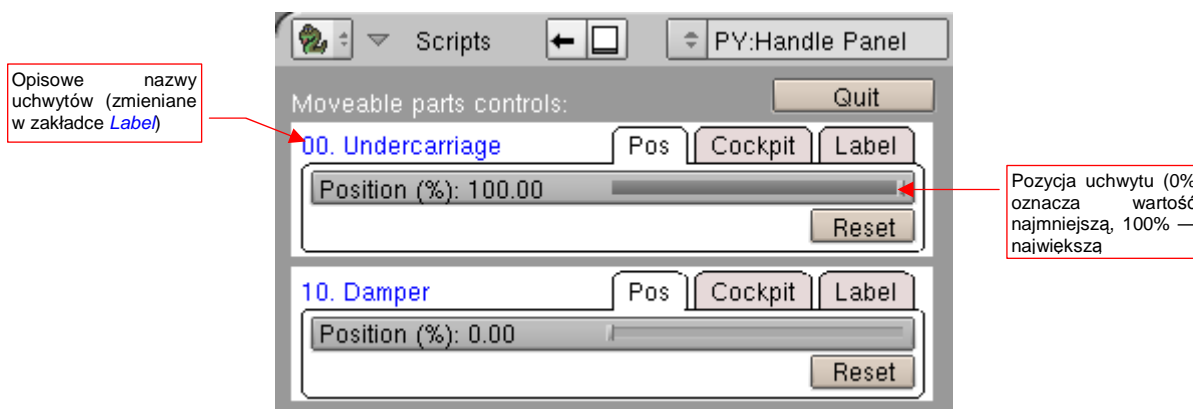 Scripts
PY:Handle Panel
Opisowe nazwy
uchwytów (zmieniane
w zakładce Label)
Moveable parts controls:
Quit
00. Undercarriage
Pos
Cockpit
Label
Position (%): 100.00
Reset
Pozycja uchwytu (0%
oznacza wartość
najmniejszą, 100% —
największą
10. Damper
Pos
Cockpit
Label
Position (%): 0.00
Reset